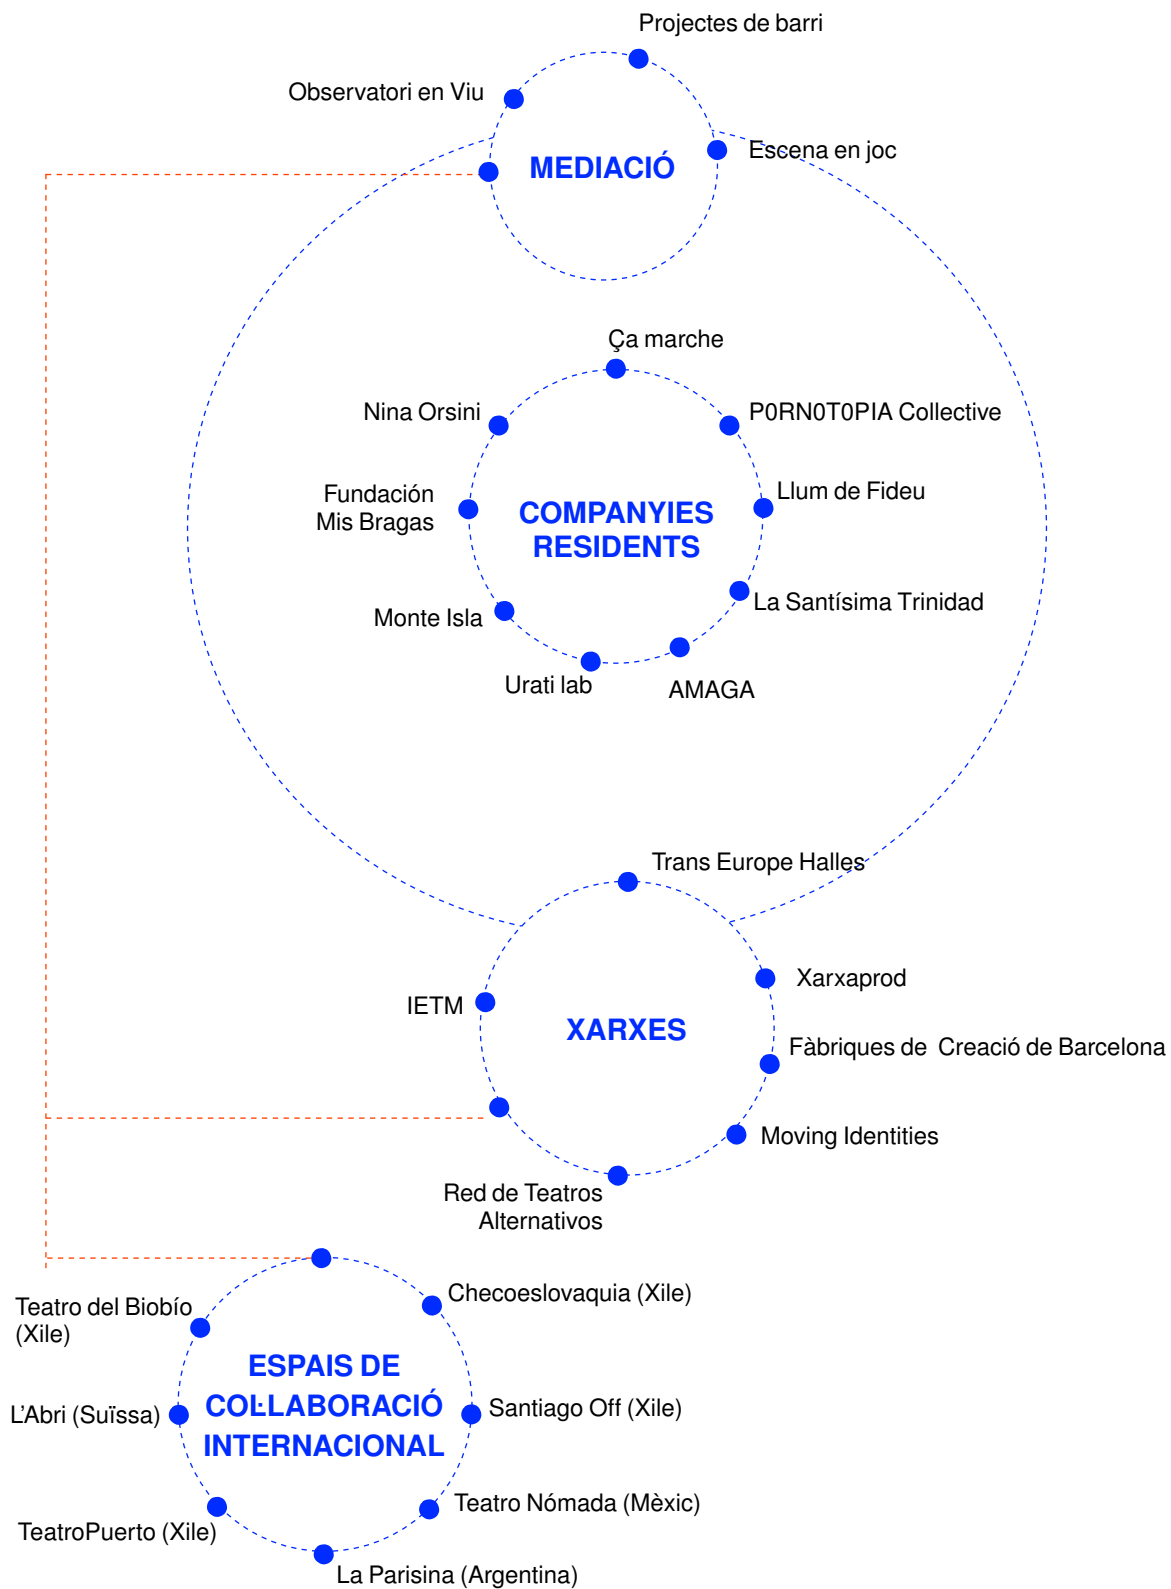 Projectes de barri
Observatori en Viu
Escena en joc
MEDIACIÓ
Ça marche
Nina Orsini
P0RN0T0PIA Collective
Fundación
Mis Bragas
Llum de Fideu
COMPANYIES
RESIDENTS
La Santísima Trinidad
Monte Isla
Urati lab
AMAGA
Trans Europe Halles
Xarxaprod
IETM
XARXES
Fàbriques de Creació de Barcelona
Moving Identities
Red de Teatros
Alternativos
Checoeslovaquia (Xile)
Teatro del Biobío
(Xile)
ESPAIS DE
COL·LABORACIÓ
INTERNACIONAL
L'Abri (Suïssa)
Santiago Off (Xile)
Teatro Nómada (Mèxic)
TeatroPuerto (Xile)
La Parisina (Argentina)